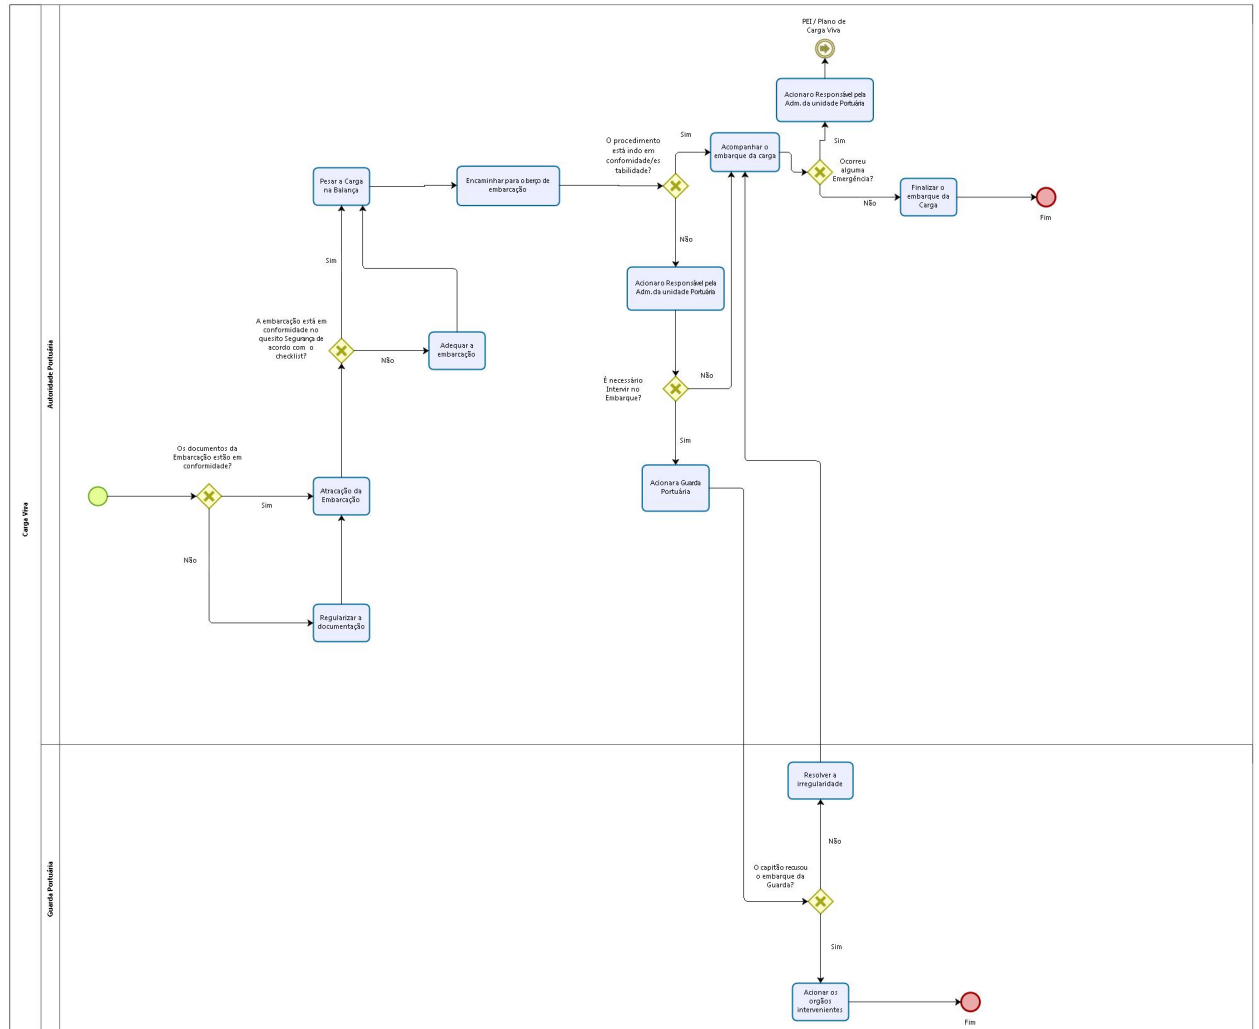 PEI / Plano de
Carga Viva
Acionar o Responsável pela
Adm. da unidade Portuária
Sim
Ocorreu
alguma
Emergência?
Não
Finalizar o
embarque da
Carga
Fim
O procedimento
está indo em
confomidade/es
tabilidade?
Sim
Acompanhar o
embarque da carga
Pesar a Carga
na Balança
Encaminhar para o berço de
embarcação
Não
Acionar o Responsável pela
Adm. da unidade Portuária
Sim
A embarcação está em
conformidade no
quesito Segurança de
acordo com o
checklist?
Não
Adequar a
embarcação
É necessário
Intervir no
Embarque?
Não
Sim
Acionar a Guarda
Portuária
Os documentos da
Embarcação estão em
conformidade?
Sim
Atracação da
Embarcação
Não
Regularizar a
documentação
Autoridade Portuária
Carga Viva
Guarda Portuária
Resolver a
irregularidade
Não
O capitão recusou
o embarque da
Guarda?
Sim
Acionar os
órgãos
intervenientes
Fim